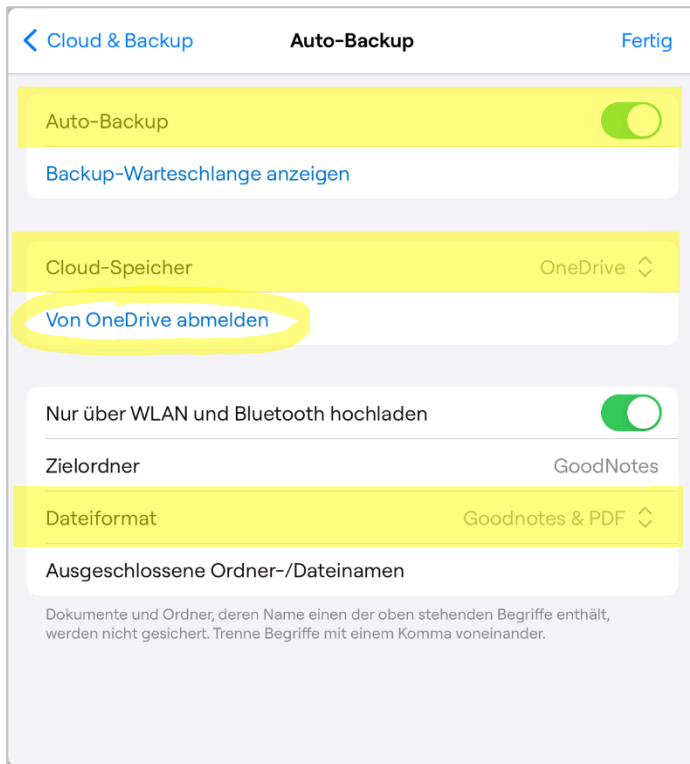 Cloud & Backup Auto-Backup Fertig
Auto-Backup
Backup-Warteschlange anzeigen
Cloud-Speicher OneDrive
Von OneDrive abmelden
Nur über WLAN und Bluetooth hochladen
Zielordner GoodNotes
Dateiformat Goodnotes & PDF
Ausgeschlossene Ordner-/Dateinamen
Dokumente und Ordner, deren Name einen der oben stehenden Begriffe enthält,
werden nicht gesichert. Trenne Begriffe mit einem Komma voneinander.